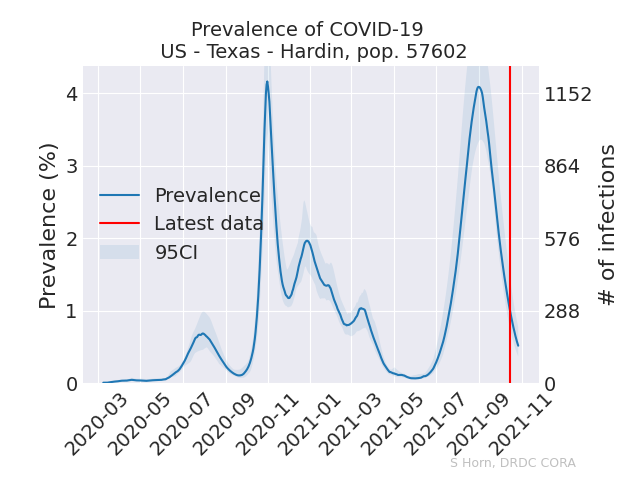 Prevalence of COVID-19
US - Texas - Hardin, pop. 57602
Prevalence (%)
4
3
2
1
0
Prevalence
Latest data
95CI
1152
864
576
288
0
# of infections
2020-03
2020-05
2020-07
2020-09
2020-11
2021-01
2021-03
2021-05
2021-07
2021-09
2021-11
S Horn, DRDC CORA